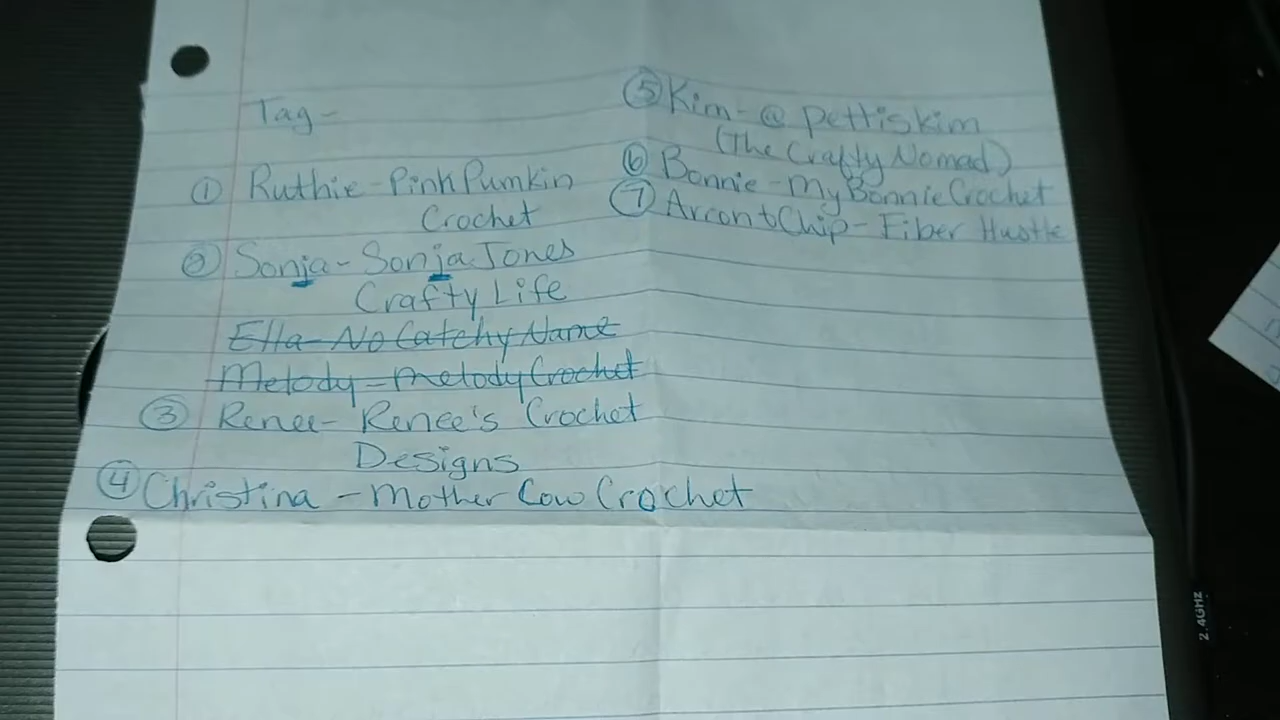 Tag-
① Ruthie - Pink Pumkin
Crochet
② Sonja - Sonja Jones
Crafty Life
Ella - No Catchy Name
Melody - Melody Crochet
③ Renee - Renee's Crochet
Designs
④ Christina - Mother Cow Crochet
⑤ Kim - @ pettiskim
(The Crafty Nomad)
⑥ Bonnie - My Bonnie Crochet
⑦ Chip - Fiber Hustle
2.4GHZ